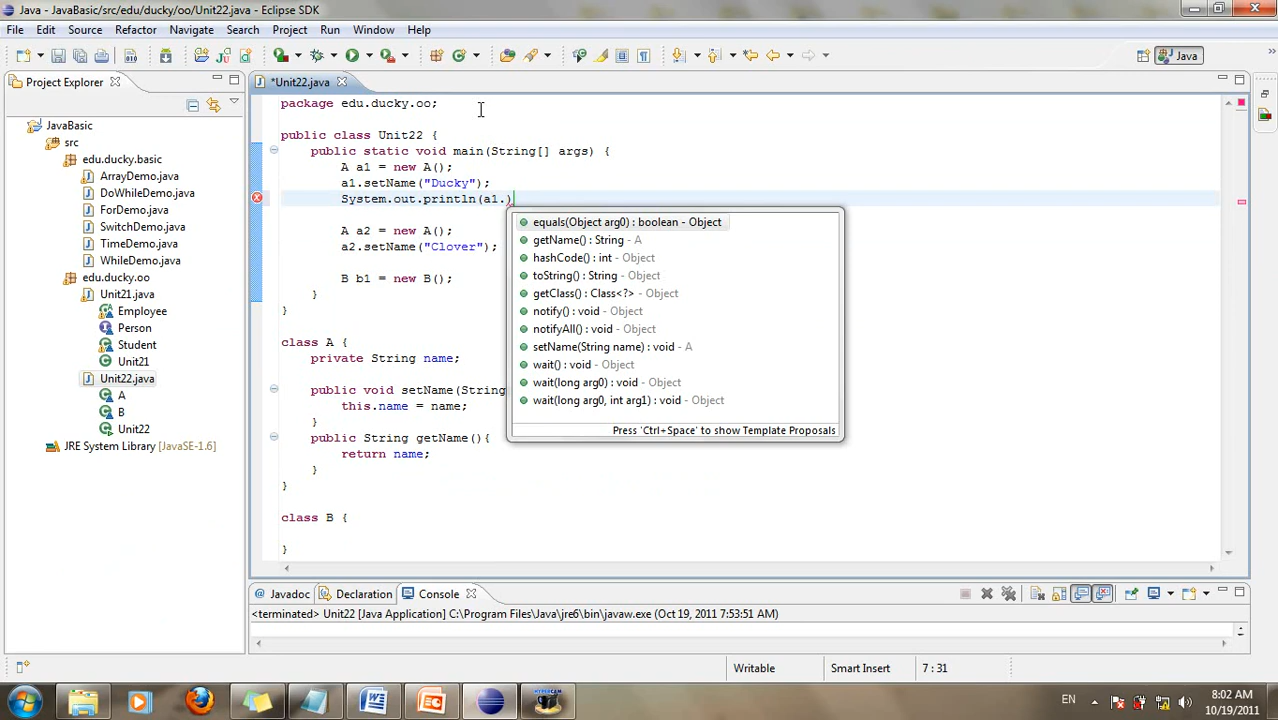 Java - JavaBasic/src/edu/ducky/oo/Unit22.java - Eclipse SDK
File Edit Source Refactor Navigate Search Project Run Window Help
Java
Project Explorer
JavaBasic
src
edu.ducky.basic
ArrayDemo.java
DoWhileDemo.java
ForDemo.java
SwitchDemo.java
TimeDemo.java
WhileDemo.java
edu.ducky.oo
Unit21.java
Employee
Person
Student
Unit21
Unit22.java
A
B
Unit22
JRE System Library [JavaSE-1.6]
*Unit22.java
package edu.ducky.oo;
public class Unit22 {
public static void main(String[] args) {
A a1 = new A();
a1.setName("Ducky");
System.out.println(a1.)
A a2 = new A();
a2.setName("Clover");
B b1 = new B();
}
}
class A {
private String name;
public void setName(String
this.name = name;
}
public String getName(){
return name;
}
}
class B {
}
equals(Object arg0) : boolean - Object
getName() : String - A
hashCode() : int - Object
toString() : String - Object
getClass() : Class<?> - Object
notify() : void - Object
notifyAll() : void - Object
setName(String name) : void - A
wait() : void - Object
wait(long arg0) : void - Object
wait(long arg0, int arg1) : void - Object
Press 'Ctrl+Space' to show Template Proposals
@ Javadoc Declaration Console
<terminated> Unit22 [Java Application] C:\Program Files\Java\jre6\bin\javaw.exe (Oct 19, 2011 7:53:51 AM)
Writable Smart Insert 7 : 31
EN
8:02 AM
10/19/2011